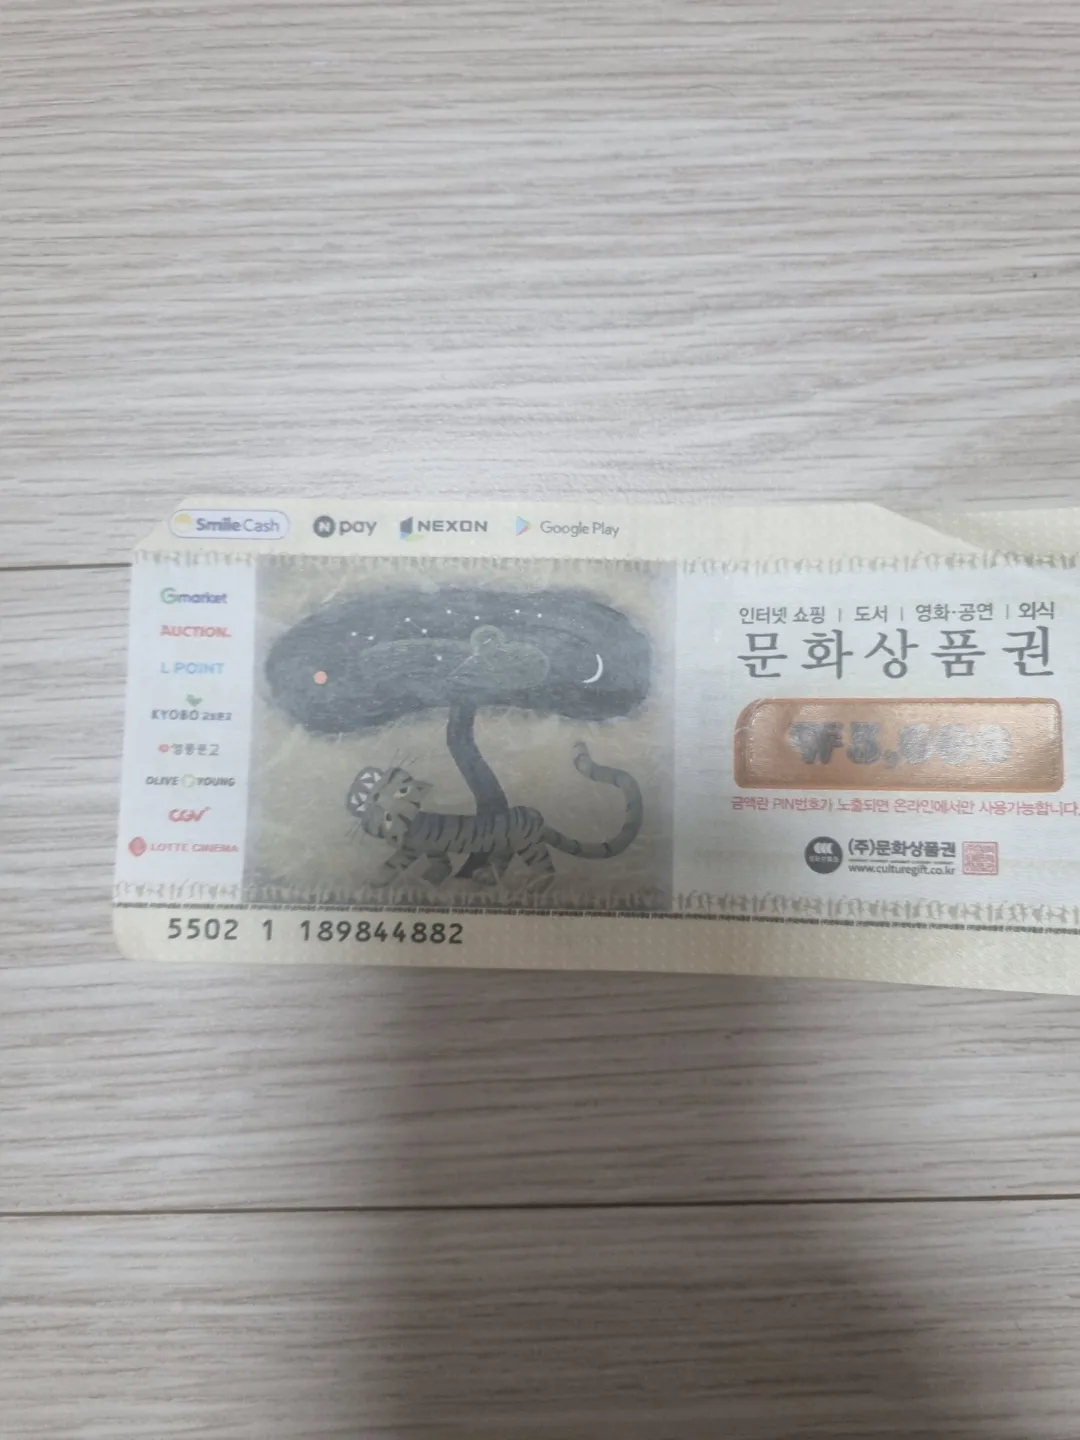 Smile Cash
N pay
NEXON
Google Play
Gmarket
AUCTION.
L POINT
KYOBO 교보문고
영풍문고
OLIVE YOUNG
CGV
LOTTE CINEMA
인터넷 쇼핑 | 도서 | 영화·공연 | 외식
문화상품권
₩5,000
금액란 PIN번호가 노출되면 온라인에서만 사용가능합니다.
(주)문화상품권
www.culturegift.co.kr
5502 1 189844882